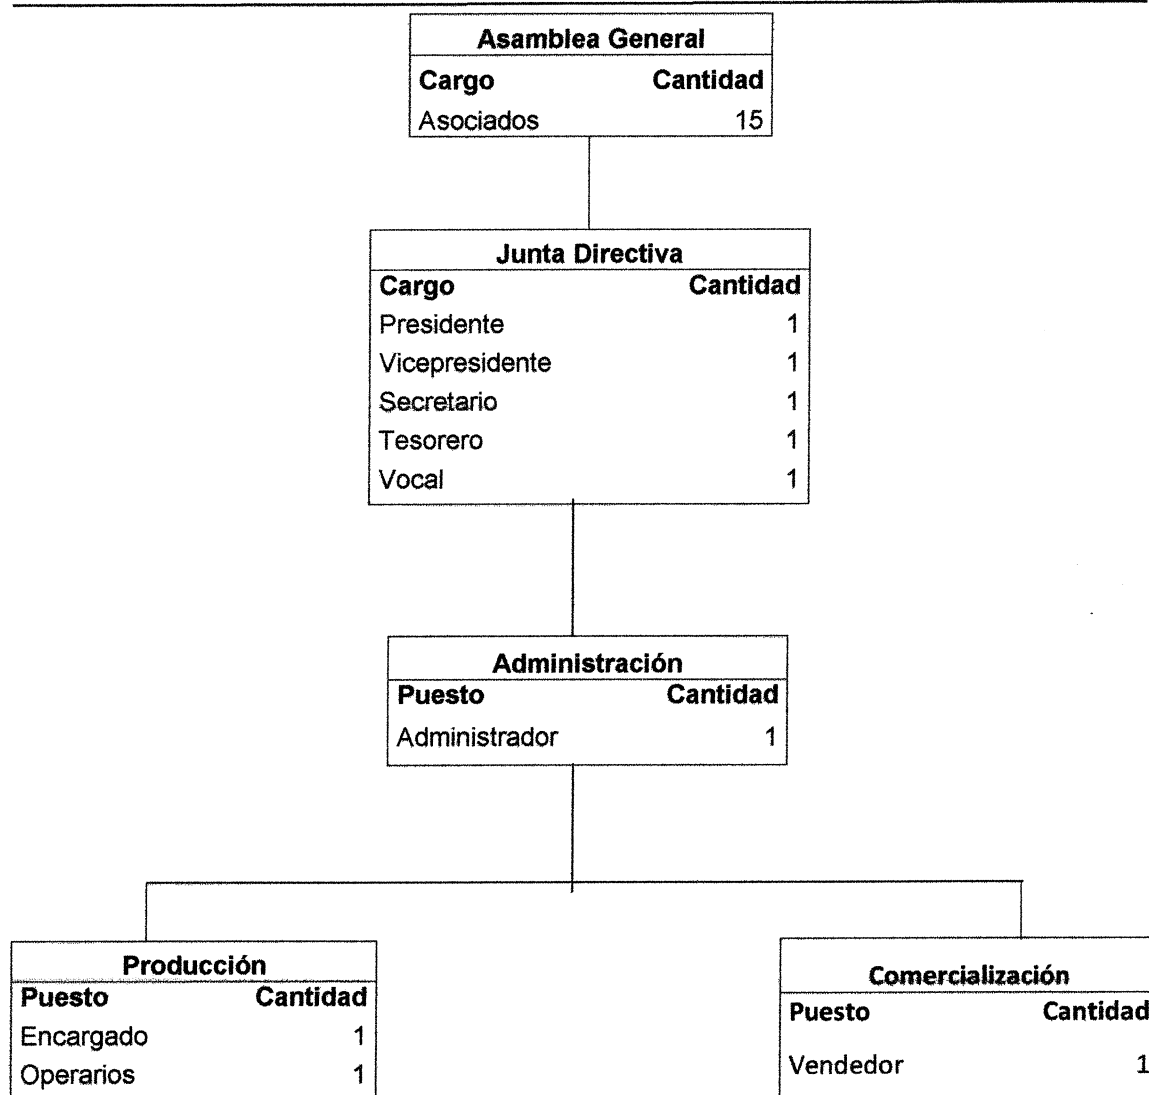 Asamblea General
Cargo Cantidad
Asociados 15
Junta Directiva
Cargo Cantidad
Presidente 1
Vicepresidente 1
Secretario 1
Tesorero 1
Vocal 1
Administración
Puesto Cantidad
Administrador 1
Producción
Puesto Cantidad
Encargado 1
Operarios 1
Comercialización
Puesto Cantidad
Vendedor 1